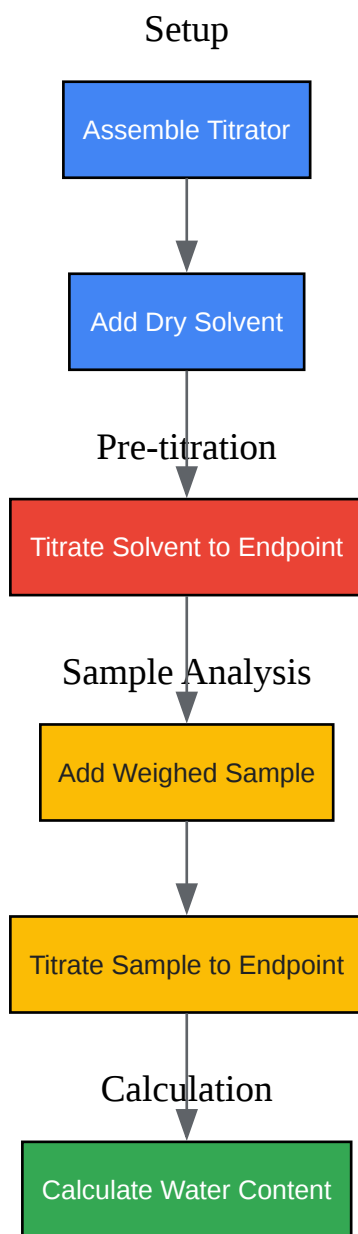 Setup
Assemble Titrator
Add Dry Solvent
Pre-titration
Titrate Solvent to Endpoint
Sample Analysis
Add Weighed Sample
Titrate Sample to Endpoint
Calculation
Calculate Water Content